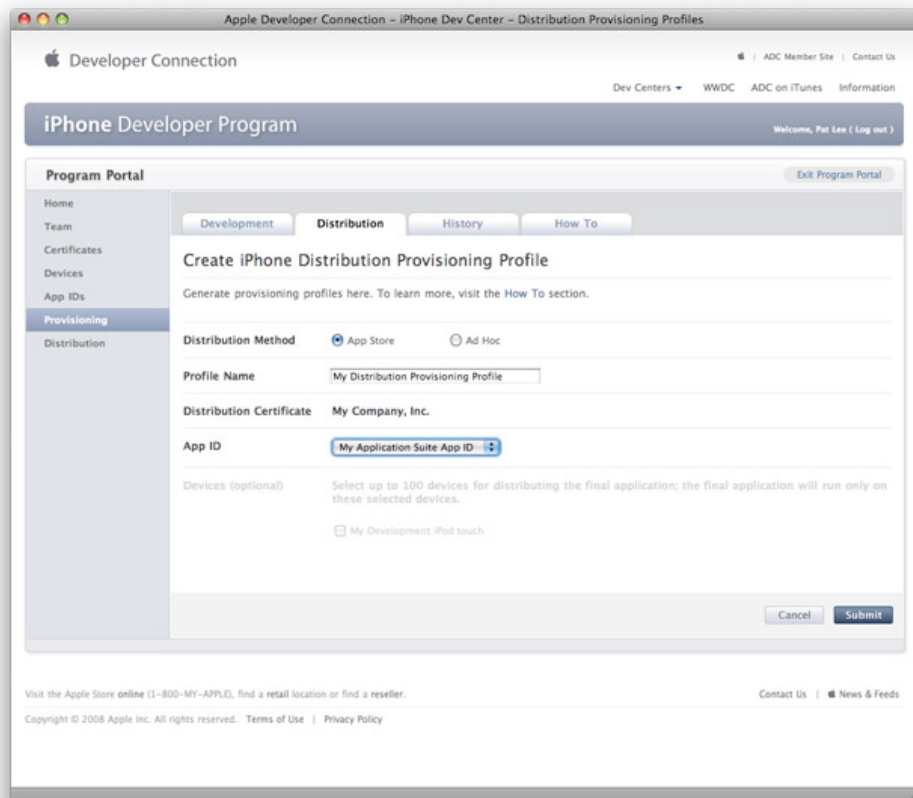 Apple Developer Connection – iPhone Dev Center – Distribution Provisioning Profiles
Developer Connection
| ADC Member Site | Contact Us
Dev Centers WWDC ADC on iTunes Information
iPhone Developer Program
Welcome, Pat Lee ( Log out )
Program Portal
Exit Program Portal
Home
Team
Certificates
Devices
App IDs
Provisioning
Distribution
Development Distribution History How To
Create iPhone Distribution Provisioning Profile
Generate provisioning profiles here. To learn more, visit the How To section.
Distribution Method App Store Ad Hoc
Profile Name My Distribution Provisioning Profile
Distribution Certificate My Company, Inc.
App ID My Application Suite App ID
Devices (optional) Select up to 100 devices for distributing the final application; the final application will run only on
these selected devices.
My Development iPod touch
Cancel Submit
Visit the Apple Store online (1-800-MY-APPLE), find a retail location or find a reseller.
Contact Us | News & Feeds
Copyright © 2008 Apple Inc. All rights reserved. Terms of Use | Privacy Policy